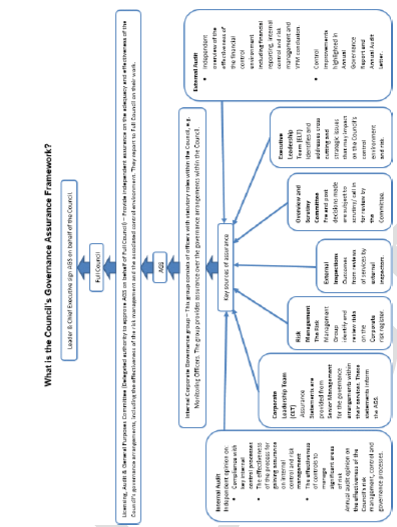 What is the Council's Governance Assurance Framework?
Leader & Chief Executive sign AGS on behalf of the Council.
Full Council
Licensing, Audit & General Purposes Committee (Delegated authority to approve AGS on behalf of Full Council) – Provide independent assurance on the adequacy and effectiveness of the
Council's governance arrangements, including the effectiveness of the risk management and the associated control environment. They report to Full Council on their work.
AGS
Internal Corporate Governance group – This group consists of officers with statutory roles within the Council, e.g.
Monitoring Officers. The group provides assurance over the governance arrangements within the Council.
Key sources of assurance
Internal Audit
Independent opinion on:
• Compliance with
key internal
control processes
• The effectiveness
of the process for
gaining assurance
on internal
control and risk
management
• The effectiveness
of controls to
manage
significant areas
of risk
Annual audit opinion on
the effectiveness of the
Council's risk
management, control and
governance processes.
Corporate
Leadership Team
(CLT)
Assurance
Statements are
provided from
Senior Management
for the governance
arrangements within
their services. These
statements inform
the AGS.
Risk
Management
The Risk
Management
Group
identify and
review risks
on the
Corporate
risk register.
External
Inspections
Outcomes
from reviews
of services by
external
inspectors.
Overview and
Scrutiny
Committee
Pre and post
decisions made
are subject to
scrutiny / call in
for review by
the
Committee.
Executive
Leadership
Team (ELT)
identifies and
addresses cross
cutting and
strategic issues
that may impact
on the Council's
control
environment
and risk.
External Audit
• Independent
overview of the
effectiveness of
the financial
control
environment
including financial
reporting, internal
control and risk
management and
VFM conclusion.
• Control
improvements
highlighted in
Annual
Governance
Report and
Annual Audit
Letter.